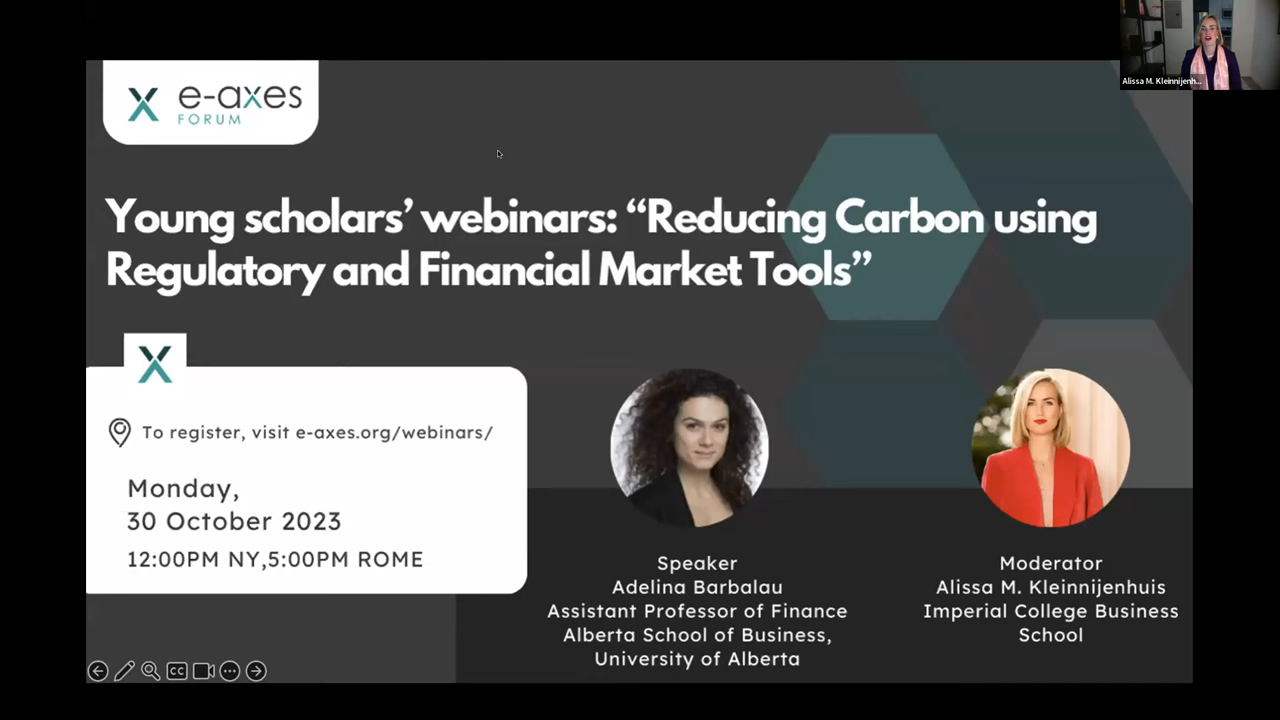 Alissa M. Kleinnijenh...
e-axes
FORUM
Young scholars’ webinars: “Reducing Carbon using
Regulatory and Financial Market Tools”
To register, visit e-axes.org/webinars/
Monday,
30 October 2023
12:00PM NY,5:00PM ROME
Speaker
Adelina Barbalau
Assistant Professor of Finance
Alberta School of Business,
University of Alberta
Moderator
Alissa M. Kleinnijenhuis
Imperial College Business
School
CC